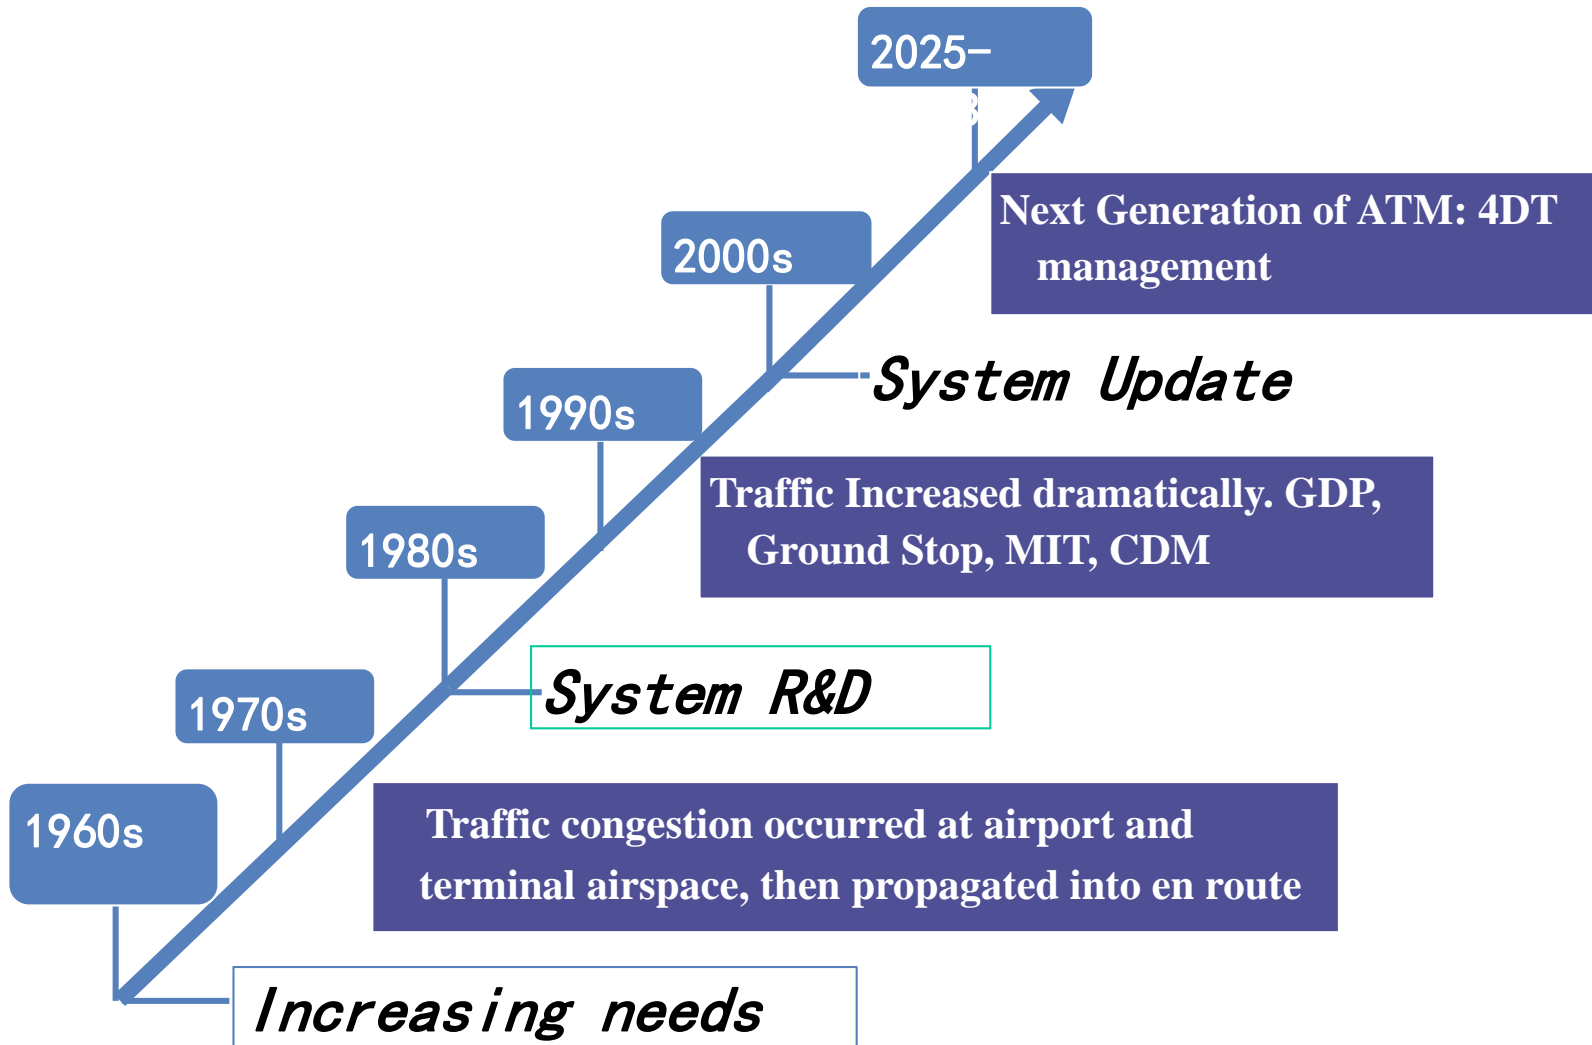 2025-
2000s
Next Generation of ATM: 4DT
management
System Update
1990s
Traffic Increased dramatically. GDP,
Ground Stop, MIT, CDM
1980s
System R&D
1970s
Traffic congestion occurred at airport and
terminal airspace, then propagated into en route
1960s
Increasing needs